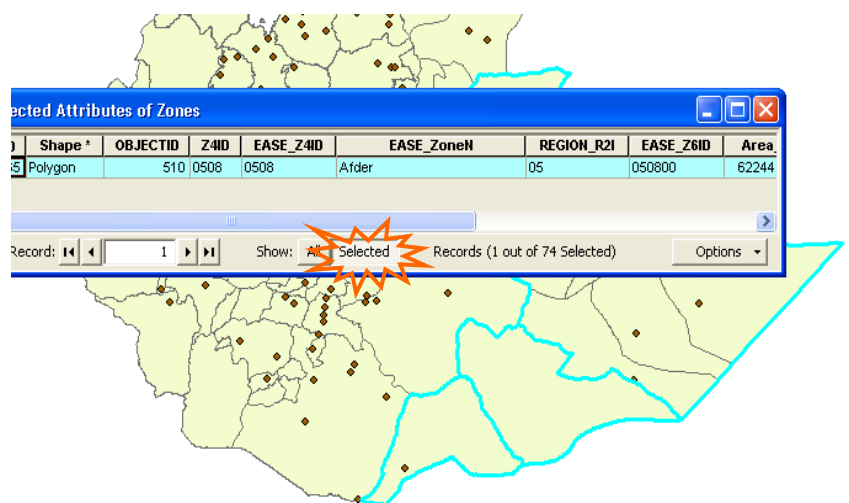 ected Attributes of Zones
Shape * OBJECTID Z4ID EASE_Z4ID EASE_ZoneN REGION_R2I EASE_Z6ID Area_
Polygon 510 0508 0508 Afder 05 050800 62244
Record: 1 Show: All Selected Records (1 out of 74 Selected) Options